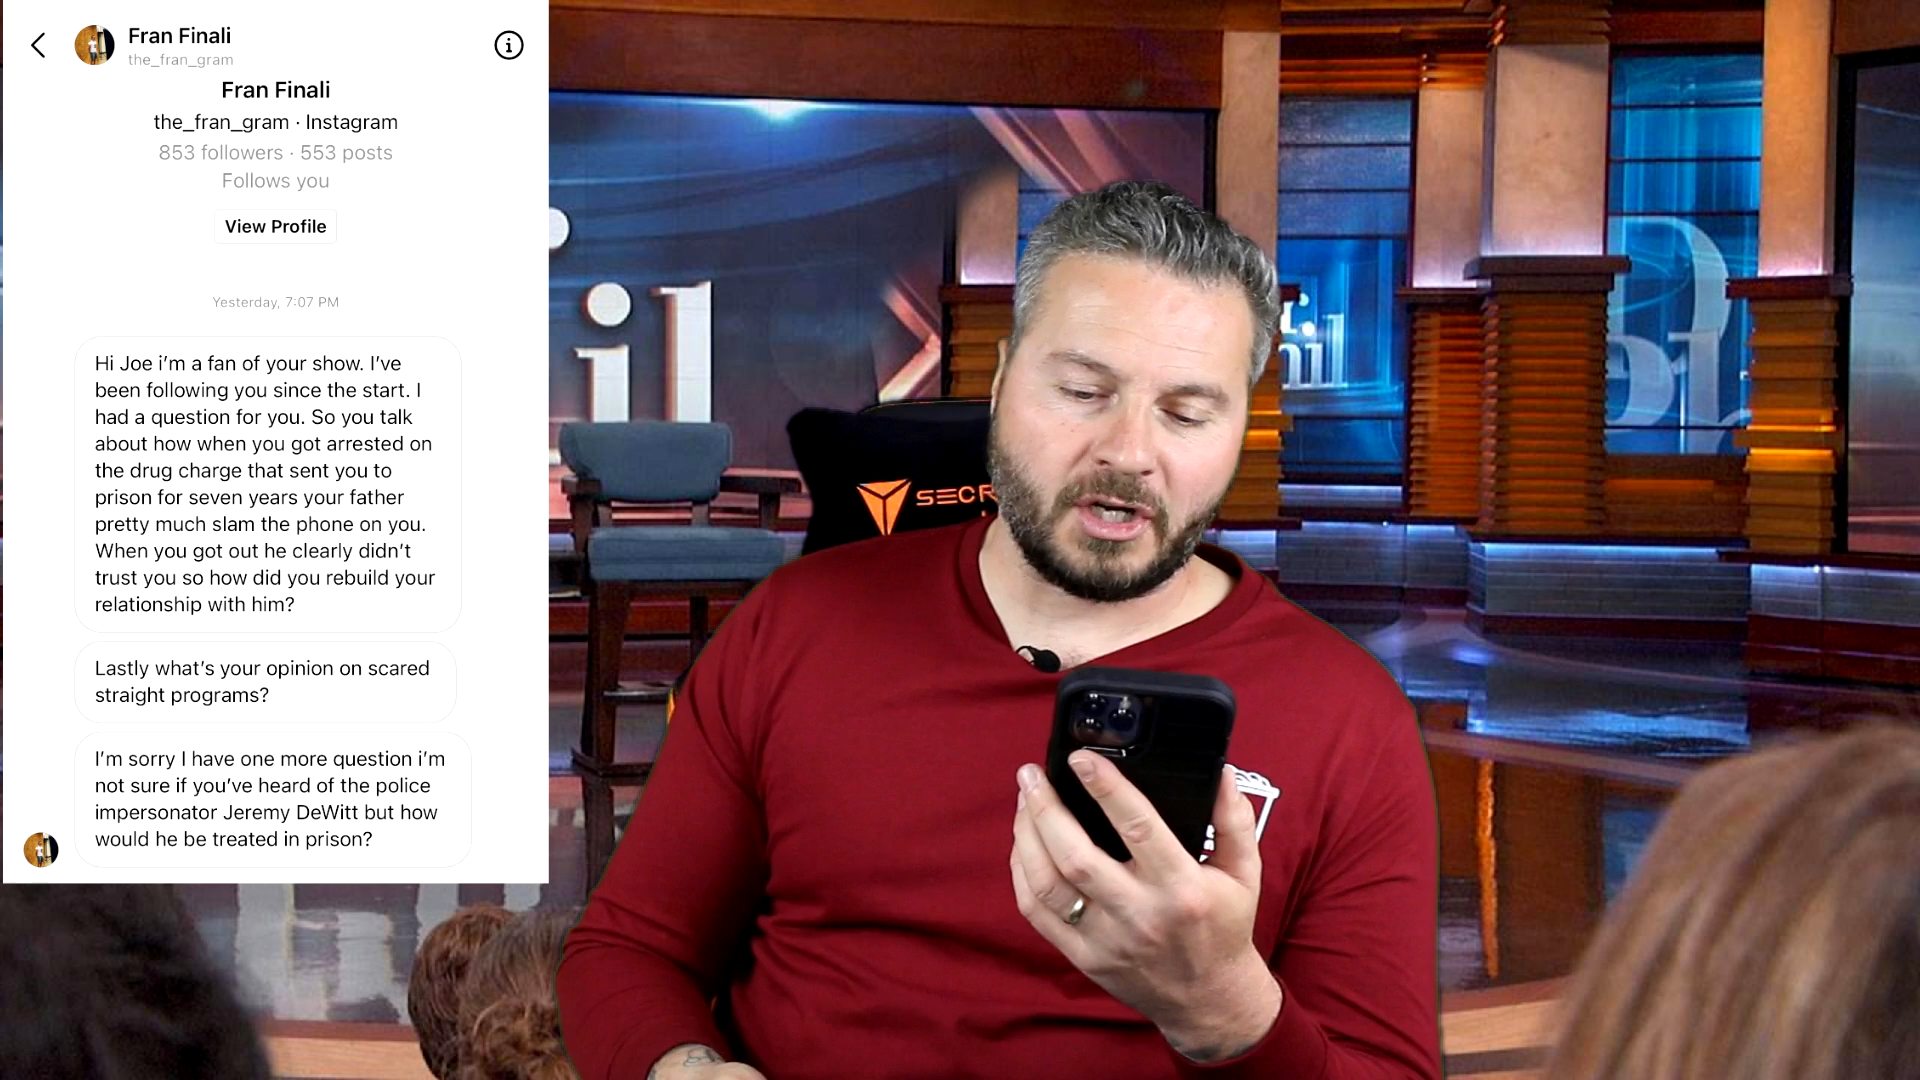 Fran Finali
the_fran_gram
Fran Finali
the_fran_gram · Instagram
853 followers · 553 posts
Follows you
View Profile
Yesterday, 7:07 PM
Hi Joe i'm a fan of your show. I've
been following you since the start. I
had a question for you. So you talk
about how when you got arrested on
the drug charge that sent you to
prison for seven years your father
pretty much slam the phone on you.
When you got out he clearly didn't
trust you so how did you rebuild your
relationship with him?
Lastly what's your opinion on scared
straight programs?
I'm sorry I have one more question i'm
not sure if you've heard of the police
impersonator Jeremy DeWitt but how
would he be treated in prison?
SECR